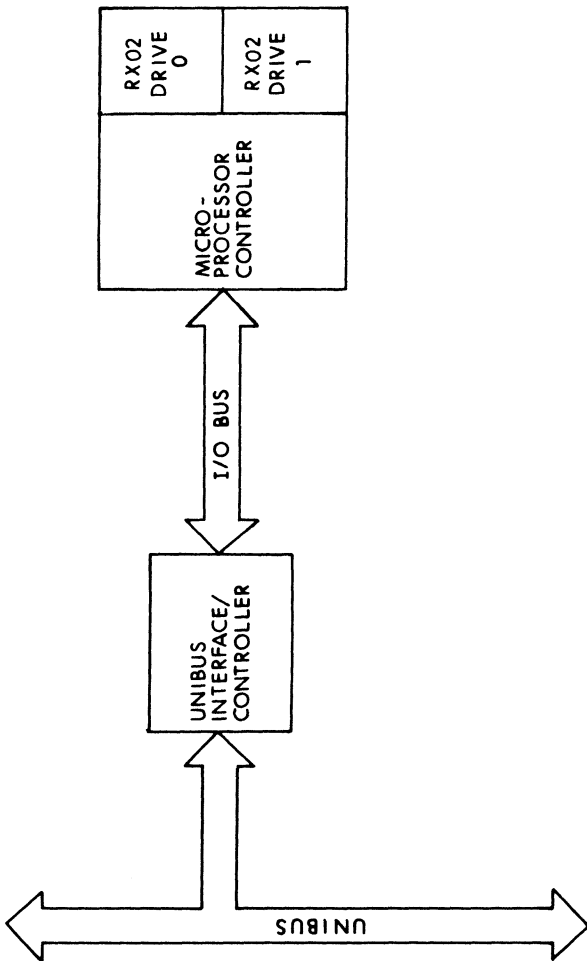 UNIBUS
UNIBUS
INTERFACE/
CONTROLLER
I/O BUS
MICRO-
PROCESSOR
CONTROLLER
RX02
DRIVE
0
RX02
DRIVE
1